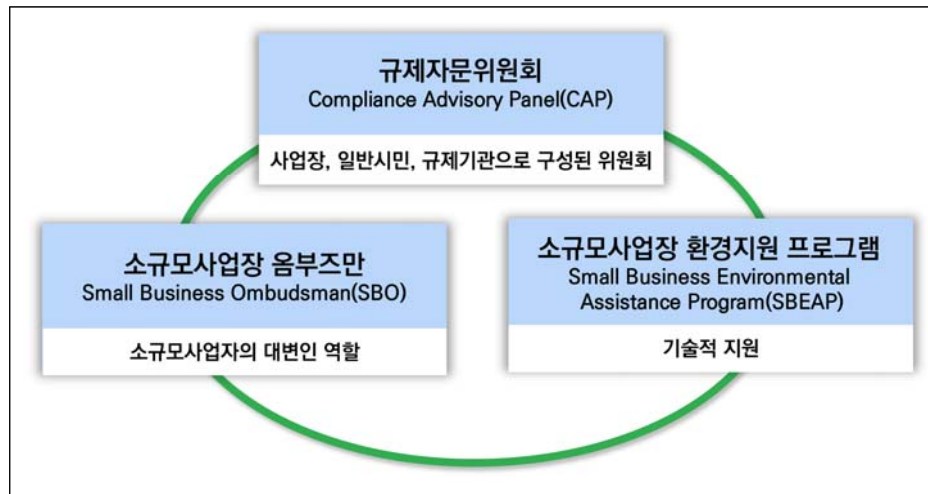 규제자문위원회
Compliance Advisory Panel(CAP)
사업장, 일반시민, 규제기관으로 구성된 위원회
소규모사업장 옴부즈만
Small Business Ombudsman(SBO)
소규모사업자의 대변인 역할
소규모사업장 환경지원 프로그램
Small Business Environmental
Assistance Program(SBEAP)
기술적 지원